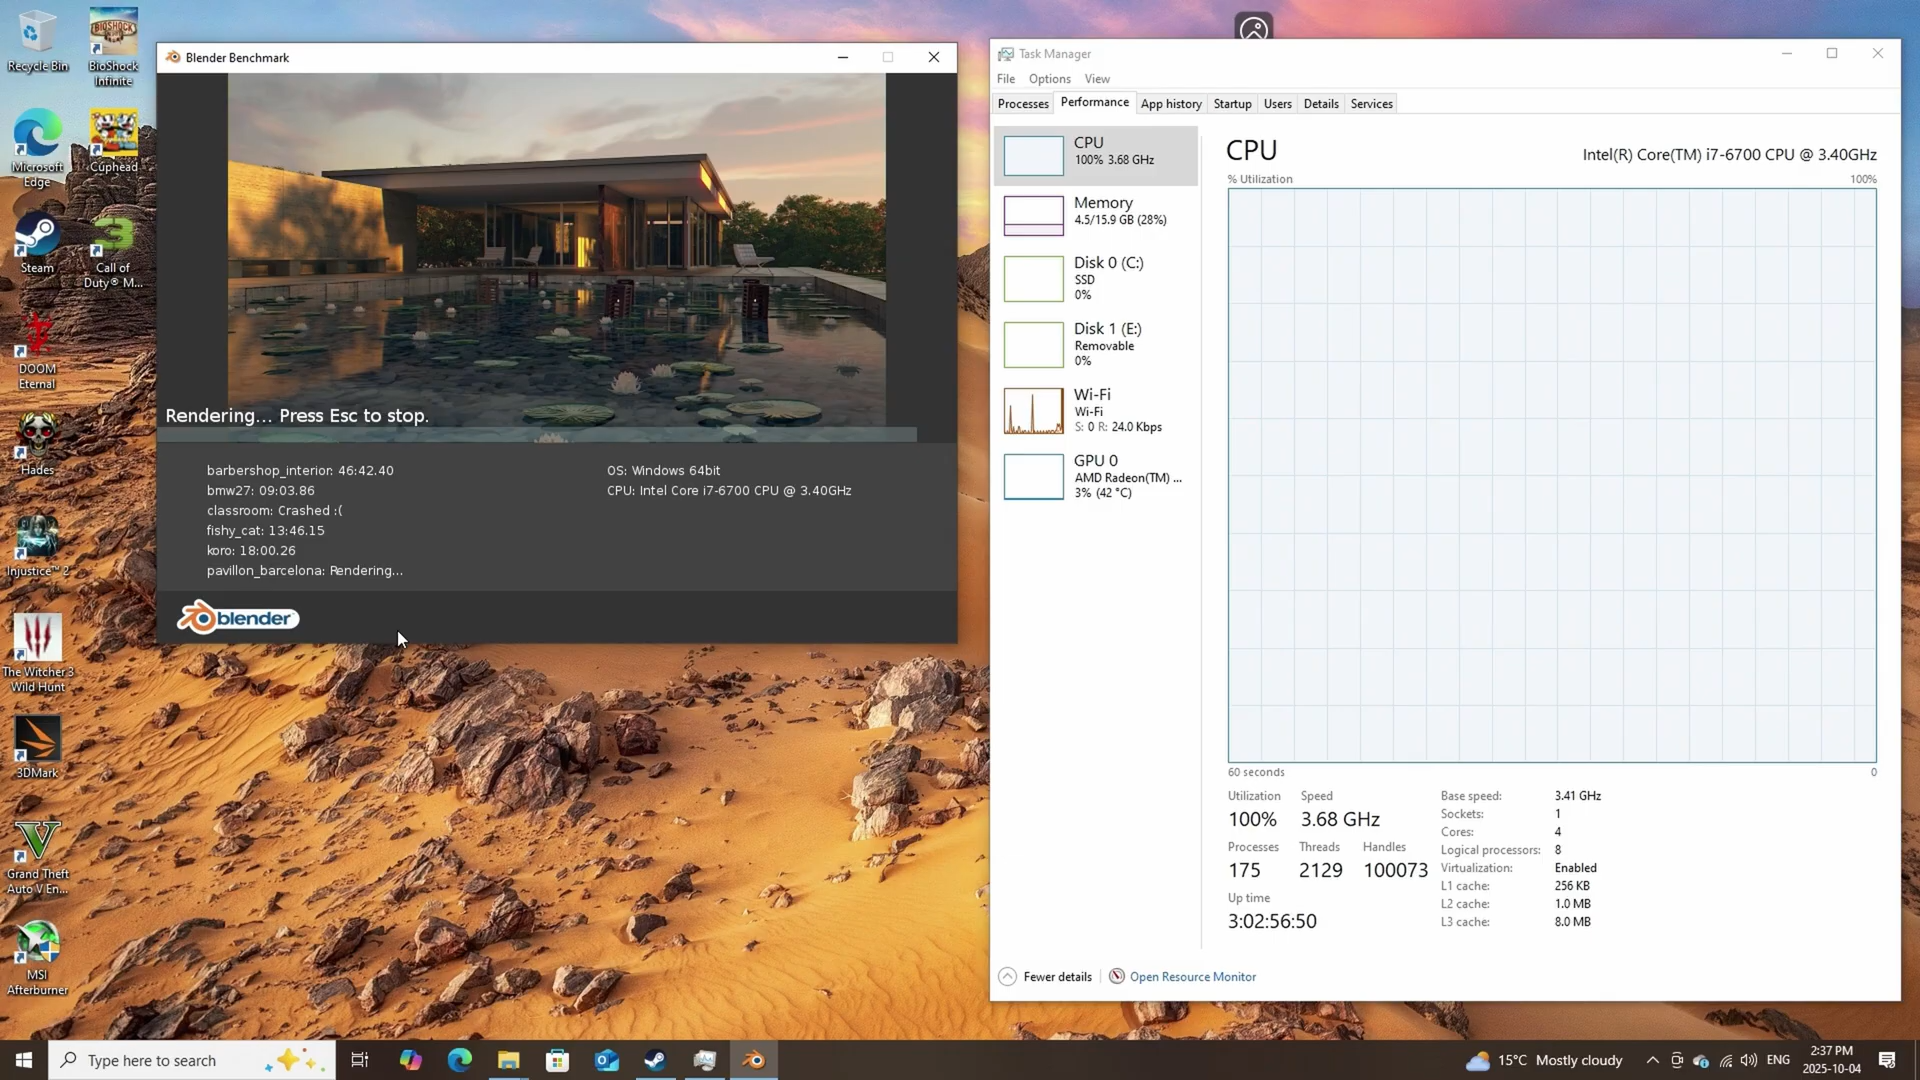 Recycle Bin
BioShock
Infinite
Microsoft
Edge
Cuphead
Steam
Call of
Duty® M...
DOOM
Eternal
Hades
Injustice™ 2
The Witcher 3
Wild Hunt
3DMark
Grand Theft
Auto V En...
MSI
Afterburner
Blender Benchmark
Rendering... Press Esc to stop.
barbershop_interior: 46:42.40
bmw27: 09:03.86
classroom: Crashed :(
fishy_cat: 13:46.15
koro: 18:00.26
pavillon_barcelona: Rendering...
OS: Windows 64bit
CPU: Intel Core i7-6700 CPU @ 3.40GHz
blender
Task Manager
File Options View
Processes Performance App history Startup Users Details Services
CPU
100% 3.68 GHz
Memory
4.5/15.9 GB (28%)
Disk 0 (C:)
SSD
0%
Disk 1 (E:)
Removable
0%
Wi-Fi
Wi-Fi
S: 0 R: 24.0 Kbps
GPU 0
AMD Radeon(TM) ...
3% (42 °C)
CPU
Intel(R) Core(TM) i7-6700 CPU @ 3.40GHz
% Utilization 100%
60 seconds 0
Utilization Speed
100% 3.68 GHz
Processes Threads Handles
175 2129 100073
Up time
3:02:56:50
Base speed: 3.41 GHz
Sockets: 1
Cores: 4
Logical processors: 8
Virtualization: Enabled
L1 cache: 256 KB
L2 cache: 1.0 MB
L3 cache: 8.0 MB
Fewer details Open Resource Monitor
Type here to search
15°C Mostly cloudy
ENG
2:37 PM
2025-10-04